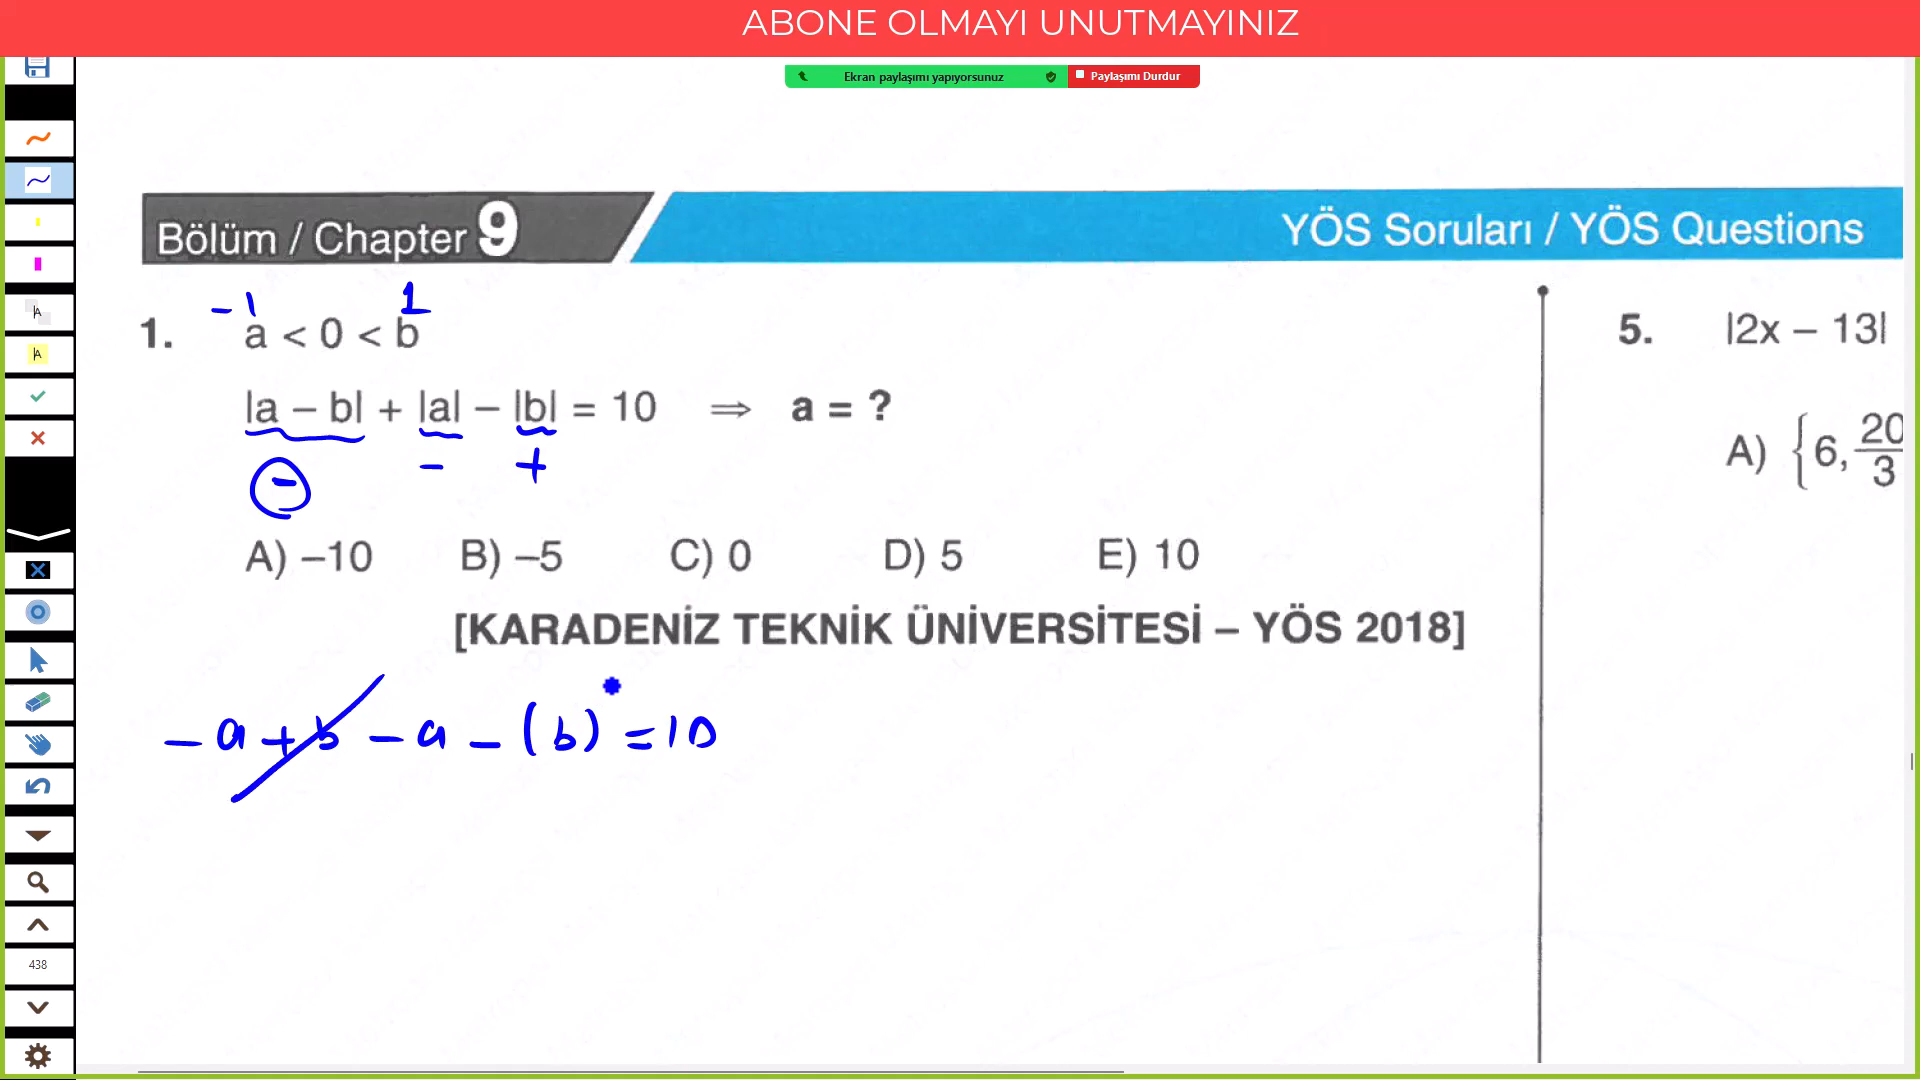 ABONE OLMAYI UNUTMAYINIZ
Ekran paylaşımı yapıyorsunuz Paylaşımı Durdur
Bölüm / Chapter 9
YÖS Soruları / YÖS Questions
-1 1
1. a < 0 < b
|a – b| + |a| – |b| = 10 ⇒ a = ?
- - +
A) –10 B) –5 C) 0 D) 5 E) 10
[KARADENİZ TEKNİK ÜNİVERSİTESİ – YÖS 2018]
-a+b-a-(b)=10
5. |2x – 13|
A) {6, 20/3
438